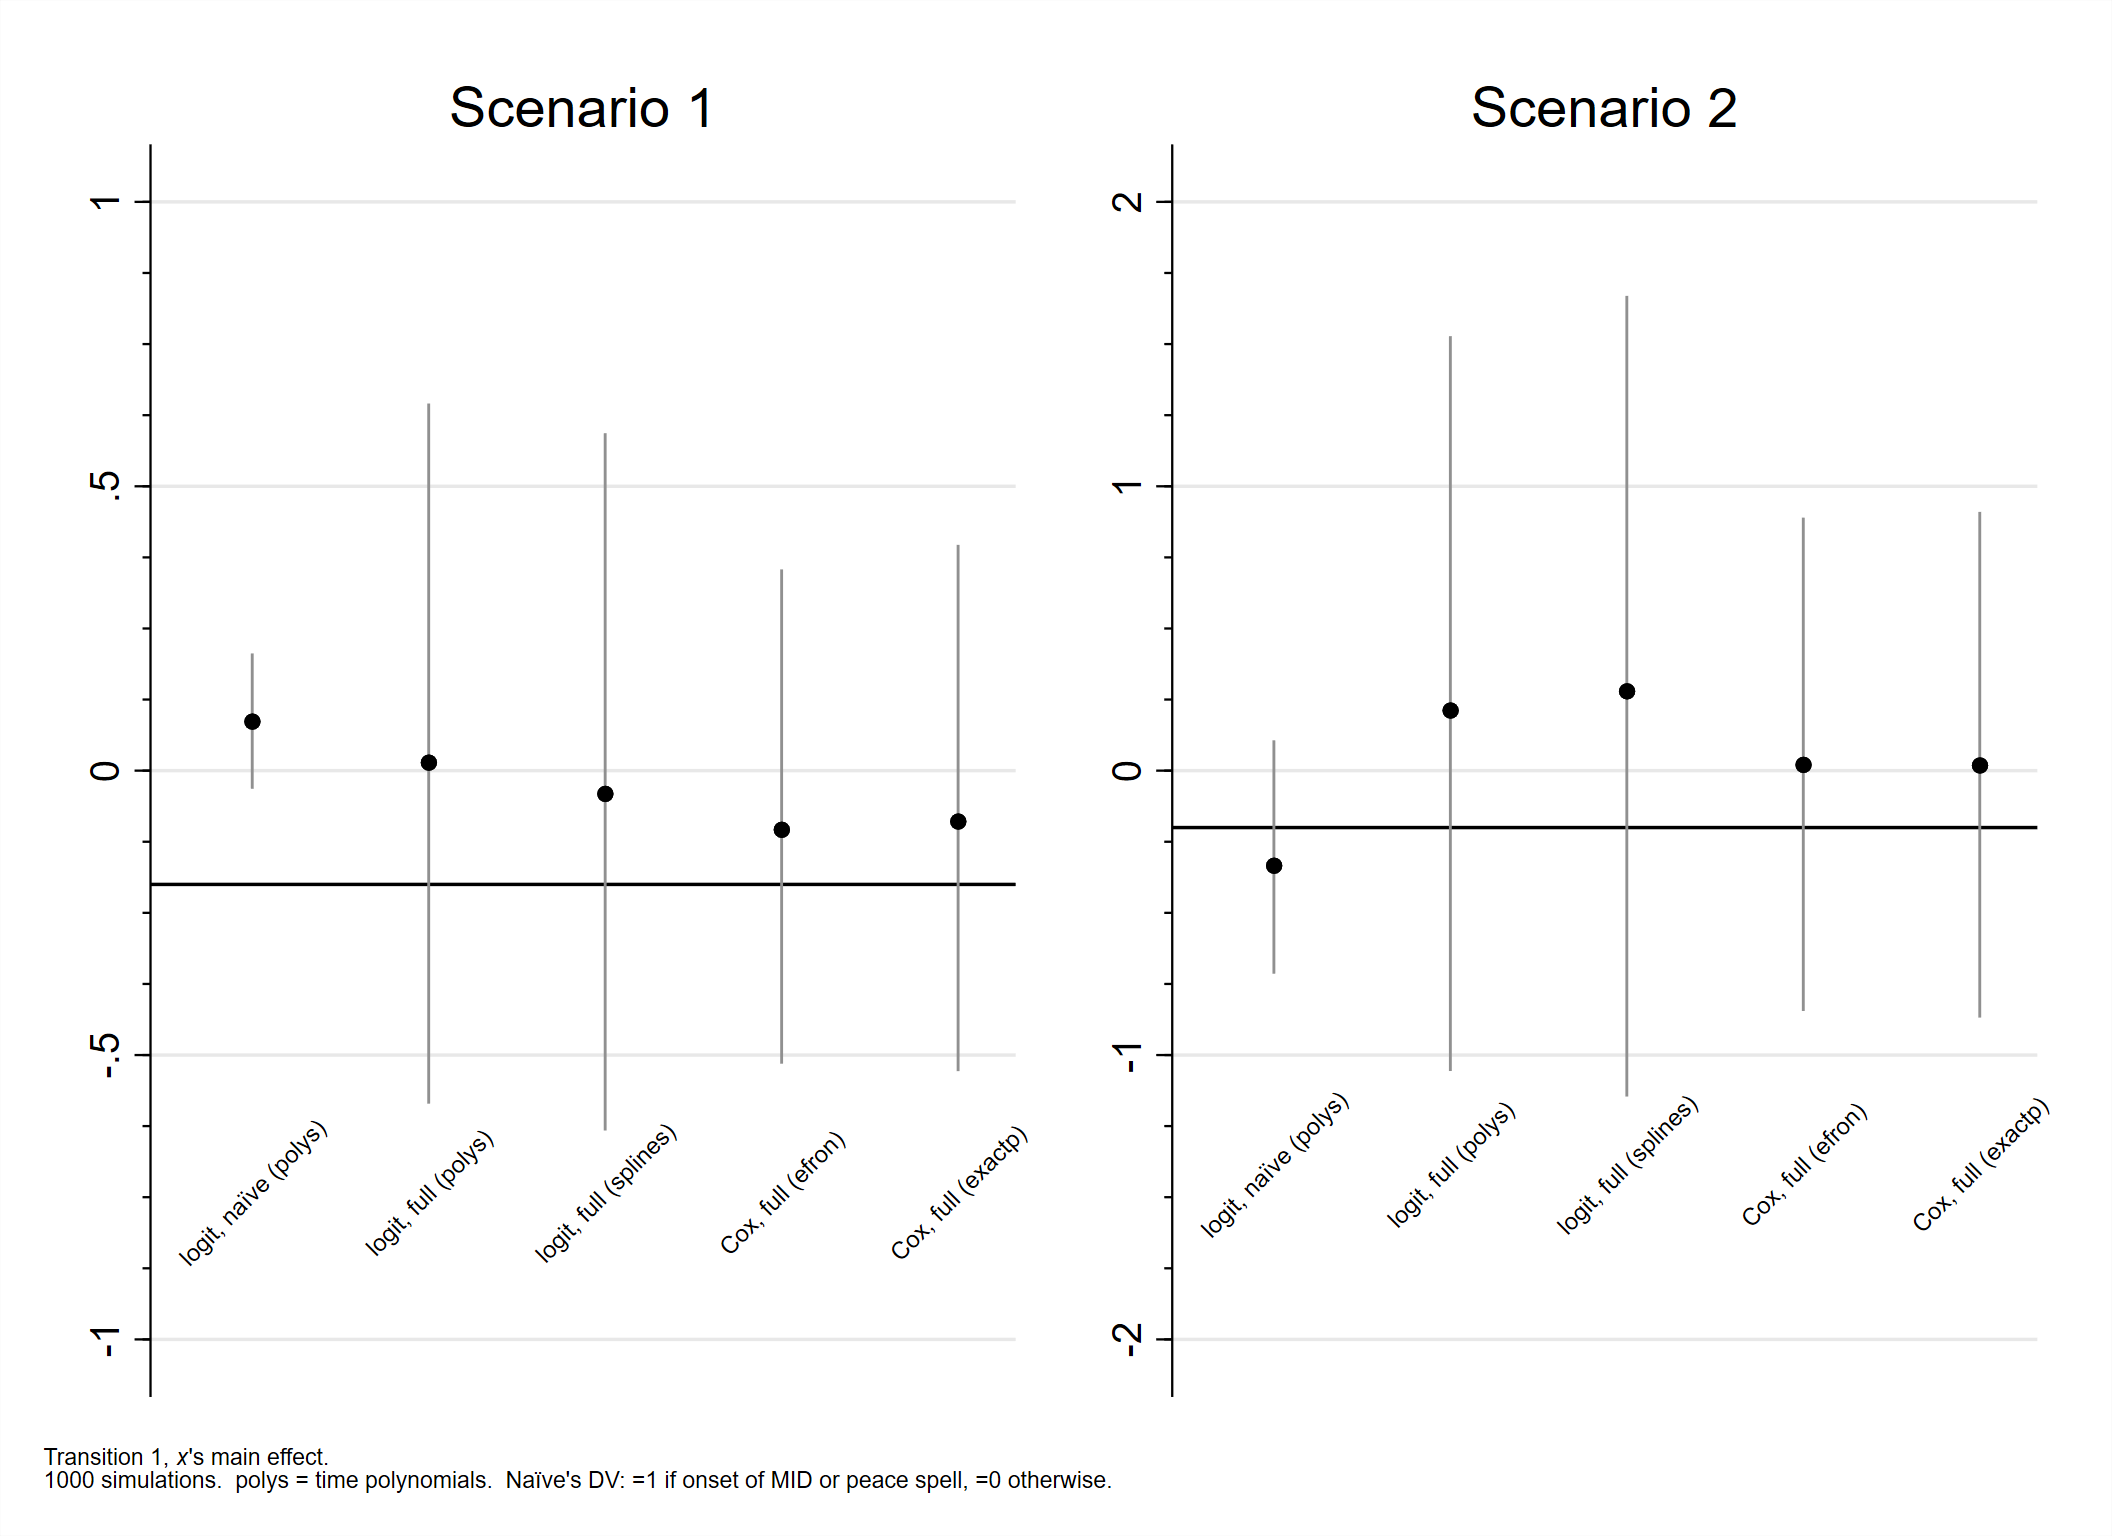 Scenario 1
1
.5
0
-.5
-1
logit, naïve (polys)
logit, full (polys)
logit, full (splines)
Cox, full (efron)
Cox, full (exactp)
Scenario 2
2
1
0
-1
-2
logit, naïve (polys)
logit, full (polys)
logit, full (splines)
Cox, full (efron)
Cox, full (exactp)
Transition 1, x's main effect.
1000 simulations.  polys = time polynomials.  Naïve's DV: =1 if onset of MID or peace spell, =0 otherwise.